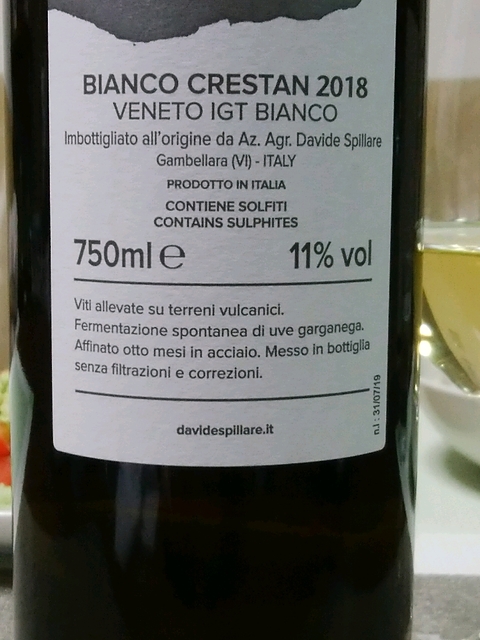 BIANCO CRESTAN 2018
VENETO IGT BIANCO
Imbottigliato all'origine da Az. Agr. Davide Spillare
Gambellara (VI) - ITALY
PRODOTTO IN ITALIA
CONTIENE SOLFITI
CONTAINS SULPHITES
750ml ℮ 11% vol
Viti allevate su terreni vulcanici.
Fermentazione spontanea di uve garganega.
Affinato otto mesi in acciaio. Messo in bottiglia
senza filtrazioni e correzioni.
davidespillare.it
n.l : 31/07/19